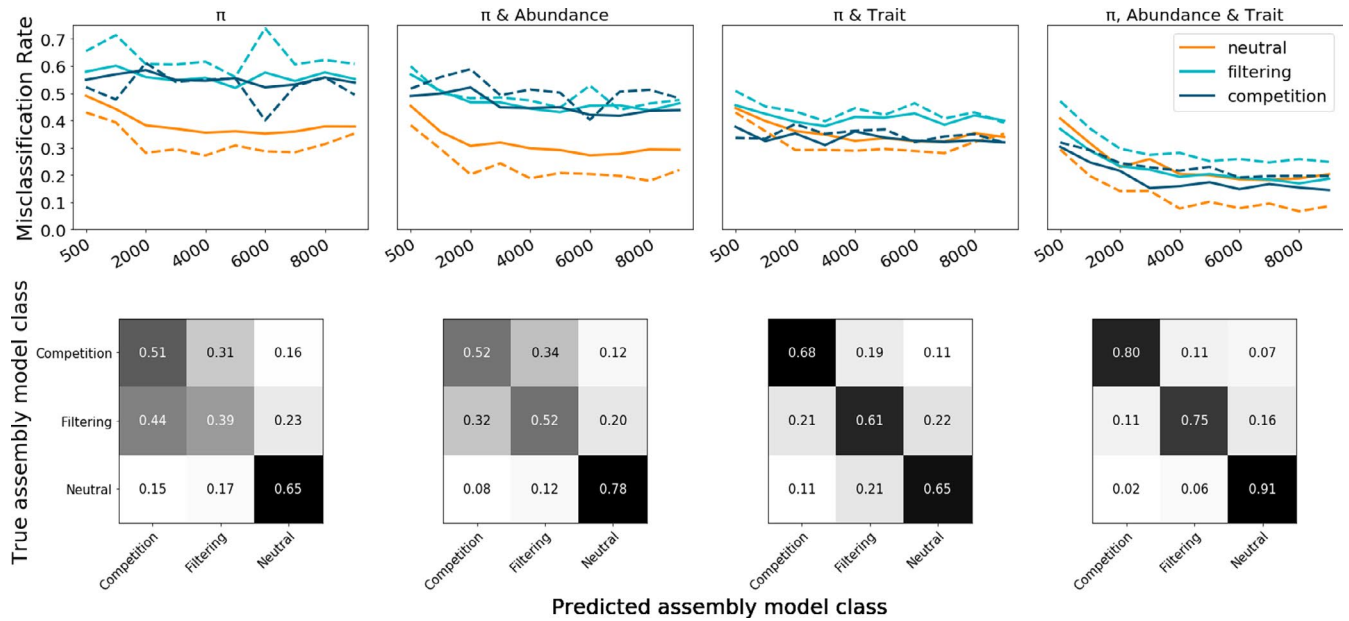 π
π & Abundance
π & Trait
π, Abundance & Trait
Misclassification Rate
0.7
0.6
0.5
0.4
0.3
0.2
0.1
0.0
500
2000
4000
6000
8000
500
2000
4000
6000
8000
500
2000
4000
6000
8000
500
2000
4000
6000
8000
neutral
filtering
competition
True assembly model class
Competition
Filtering
Neutral
0.51 0.31 0.16
0.44 0.39 0.23
0.15 0.17 0.65
Competition
Filtering
Neutral
0.52 0.34 0.12
0.32 0.52 0.20
0.08 0.12 0.78
Competition
Filtering
Neutral
0.68 0.19 0.11
0.21 0.61 0.22
0.11 0.21 0.65
Competition
Filtering
Neutral
0.80 0.11 0.07
0.11 0.75 0.16
0.02 0.06 0.91
Competition
Filtering
Neutral
Predicted assembly model class